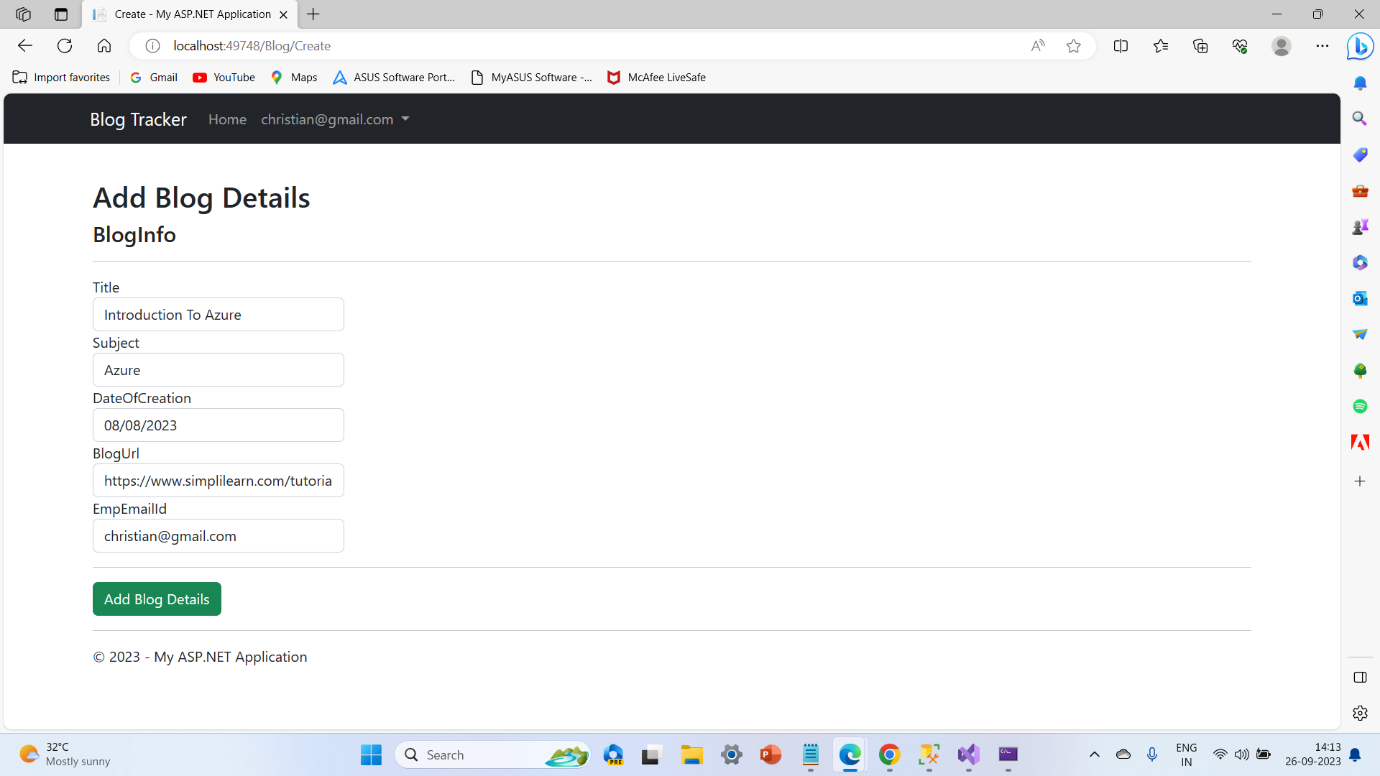 Create - My ASP.NET Application
localhost:49748/Blog/Create
Import favorites
Gmail
YouTube
Maps
ASUS Software Port...
MyASUS Software -...
McAfee LiveSafe
Blog Tracker
Home
christian@gmail.com
Add Blog Details
BlogInfo
Title
Introduction To Azure
Subject
Azure
DateOfCreation
08/08/2023
BlogUrl
https://www.simplilearn.com/tutoria
EmpEmailId
christian@gmail.com
Add Blog Details
© 2023 - My ASP.NET Application
32°C
Mostly sunny
Search
PRE
ENG
IN
14:13
26-09-2023